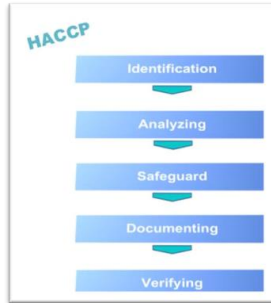 HACCP
Identification
Analyzing
Safeguard
Documenting
Verifying